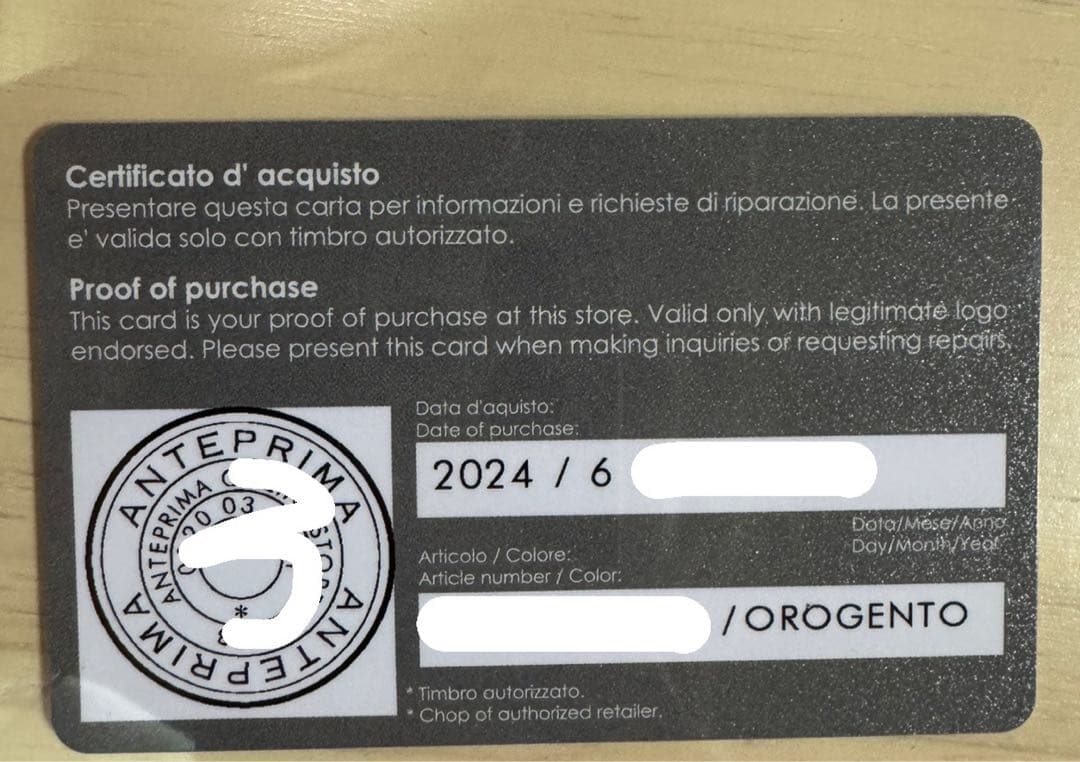 Certificato d' acquisto
Presentare questa carta per informazioni e richieste di riparazione. La presente
e' valida solo con timbro autorizzato.
Proof of purchase
This card is your proof of purchase at this store. Valid only with legitimate logo
endorsed. Please present this card when making inquiries or requesting repairs.
ANTEPRIMA ANTEPRIMA
ANTEPRIMA
20 03
*
Data d'aquisto:
Date of purchase:
2024 / 6
Data/Mese/Anno
Day/Month/Year
Articolo / Colore:
Article number / Color:
/OROGENTO
* Timbro autorizzato.
* Chop of authorized retailer.